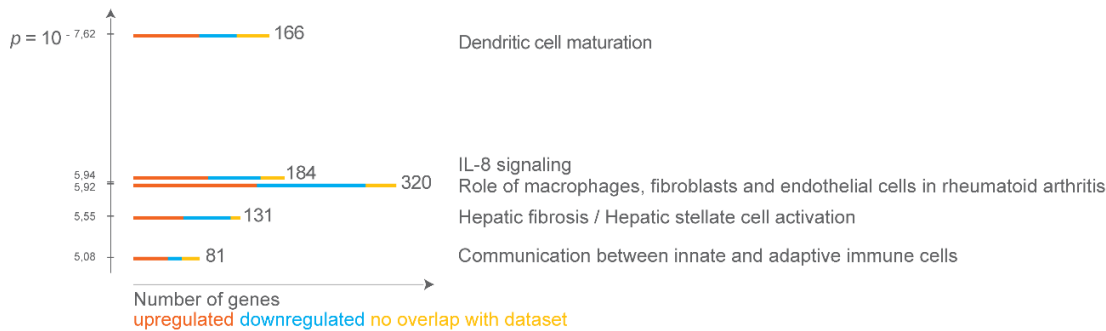 p = 10 - 7,62
166
Dendritic cell maturation
5,94
184
IL-8 signaling
5,92
320
Role of macrophages, fibroblasts and endothelial cells in rheumatoid arthritis
5,55
131
Hepatic fibrosis / Hepatic stellate cell activation
5,08
81
Communication between innate and adaptive immune cells
Number of genes
upregulated downregulated no overlap with dataset